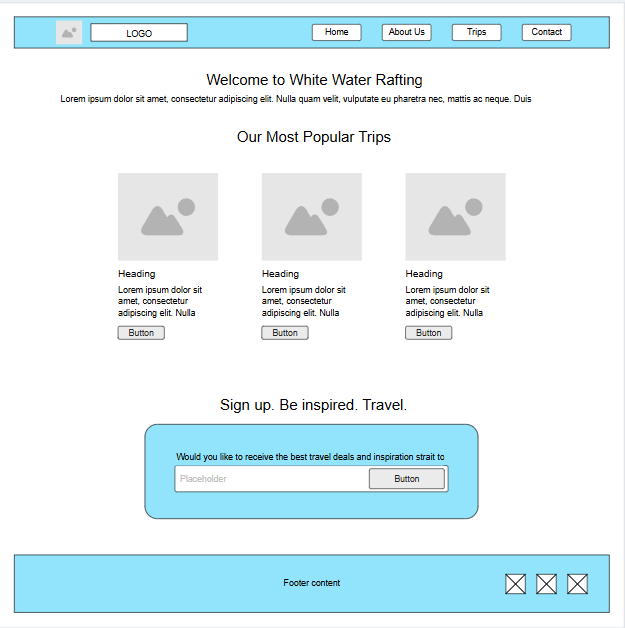 LOGO
Home
About Us
Trips
Contact
Welcome to White Water Rafting
Lorem ipsum dolor sit amet, consectetur adipiscing elit. Nulla quam velit, vulputate eu pharetra nec, mattis ac neque. Duis
Our Most Popular Trips
Heading
Lorem ipsum dolor sit
amet, consectetur
adipiscing elit. Nulla
Button
Heading
Lorem ipsum dolor sit
amet, consectetur
adipiscing elit. Nulla
Button
Heading
Lorem ipsum dolor sit
amet, consectetur
adipiscing elit. Nulla
Button
Sign up. Be inspired. Travel.
Would you like to receive the best travel deals and inspiration strait to
Placeholder
Button
Footer content